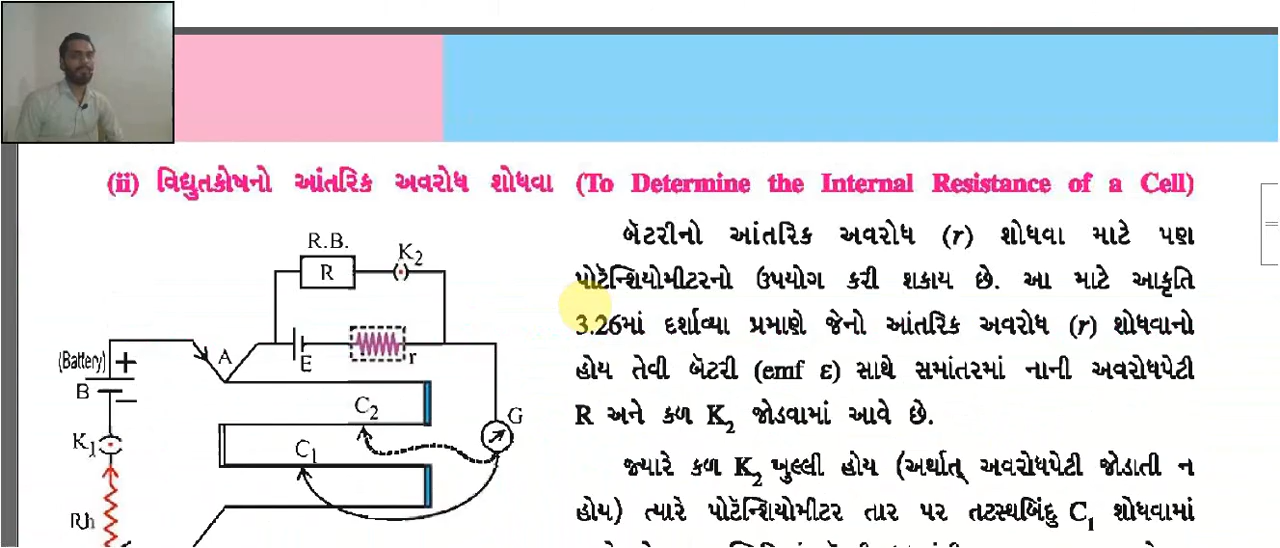 (ii) વિદ્યુતકોષનો આંતરિક અવરોધ શોધવા (To Determine the Internal Resistance of a Cell)
R.B.
R
K2
E
r
(Battery)
+
B
−
A
K1
Rh
C2
C1
G
બૅટરીનો આંતરિક અવરોધ (r) શોધવા માટે પણ
પોટેન્શિયોમીટરનો ઉપયોગ કરી શકાય છે. આ માટે આકૃતિ
3.26માં દર્શાવ્યા પ્રમાણે જેનો આંતરિક અવરોધ (r) શોધવાનો
હોય તેવી બૅટરી (emf ε) સાથે સમાંતરમાં નાની અવરોધપેટી
R અને કળ K2 જોડવામાં આવે છે.
જ્યારે કળ K2 ખુલ્લી હોય (અર્થાત્ અવરોધપેટી જોડાતી ન
હોય) ત્યારે પોટૅન્શિયોમીટર તાર પર તટસ્થબિંદુ C1 શોધવામાં